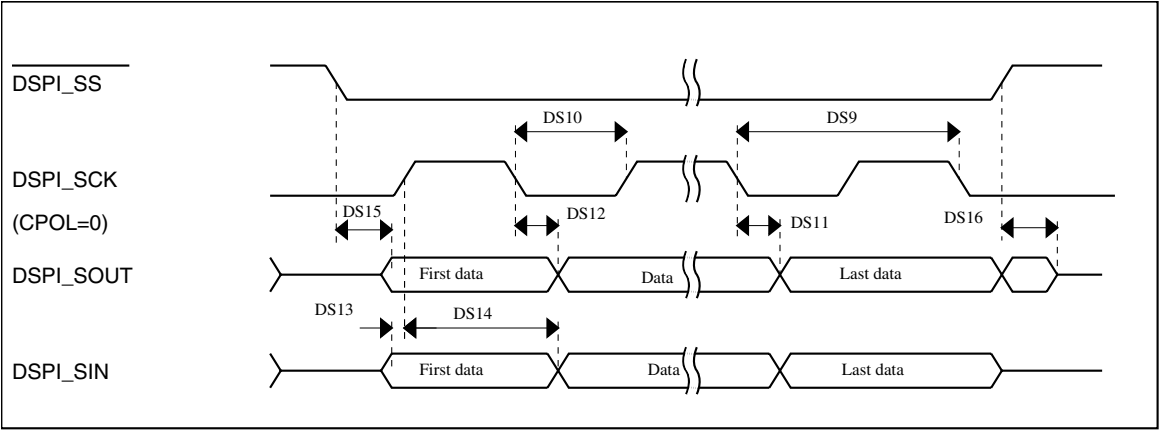 DSPI_SS
DS10
DS9
DSPI_SCK
(CPOL=0)
DS15
DS12
DS11
DS16
DSPI_SOUT
First data
Data
Last data
DS13
DS14
DSPI_SIN
First data
Data
Last data